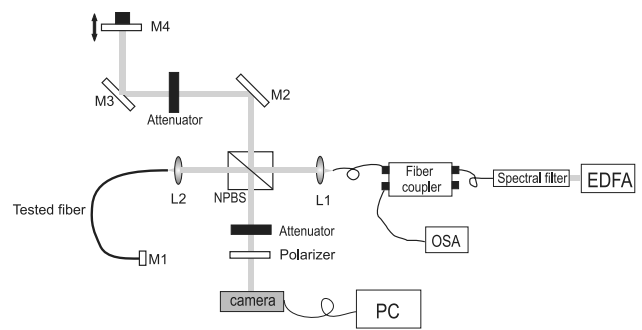 M4
M3
M2
Attenuator
L2
NPBS
L1
Fiber
coupler
Spectral filter
EDFA
Tested fiber
M1
Attenuator
Polarizer
OSA
camera
PC